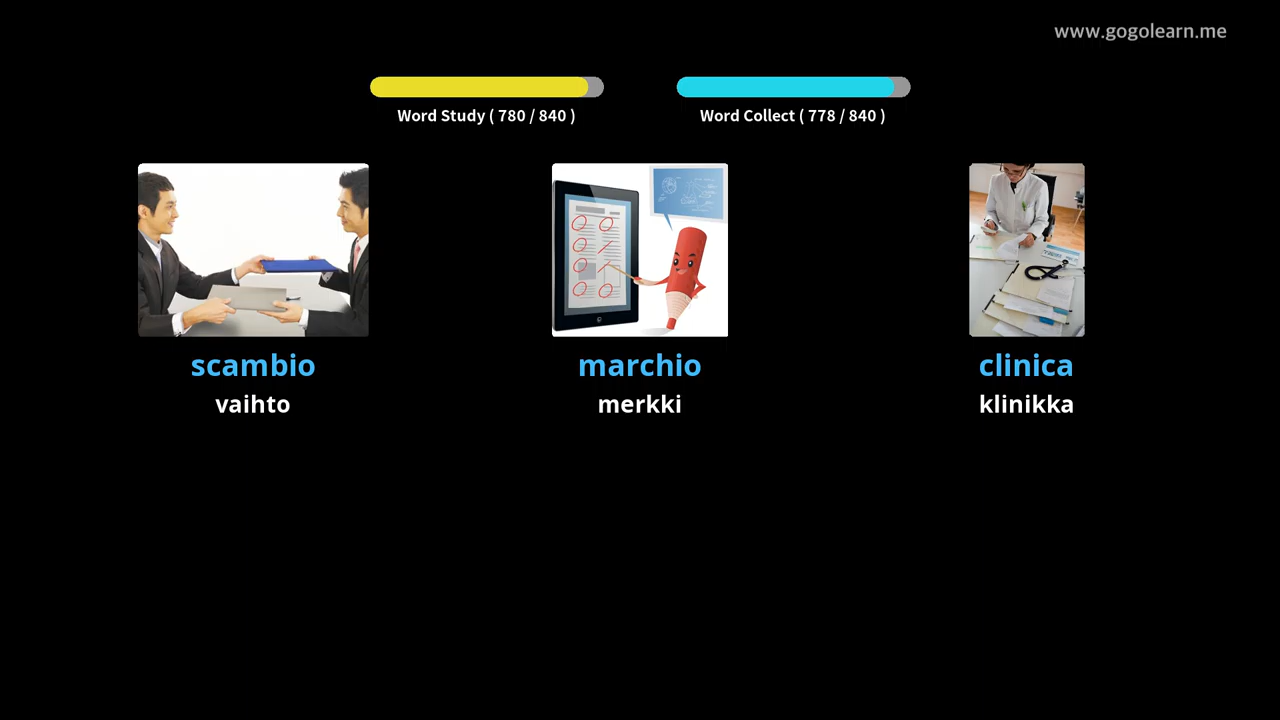 www.gogolearn.me
Word Study ( 780 / 840 )
Word Collect ( 778 / 840 )
scambio
marchio
clinica
vaihto
merkki
klinikka